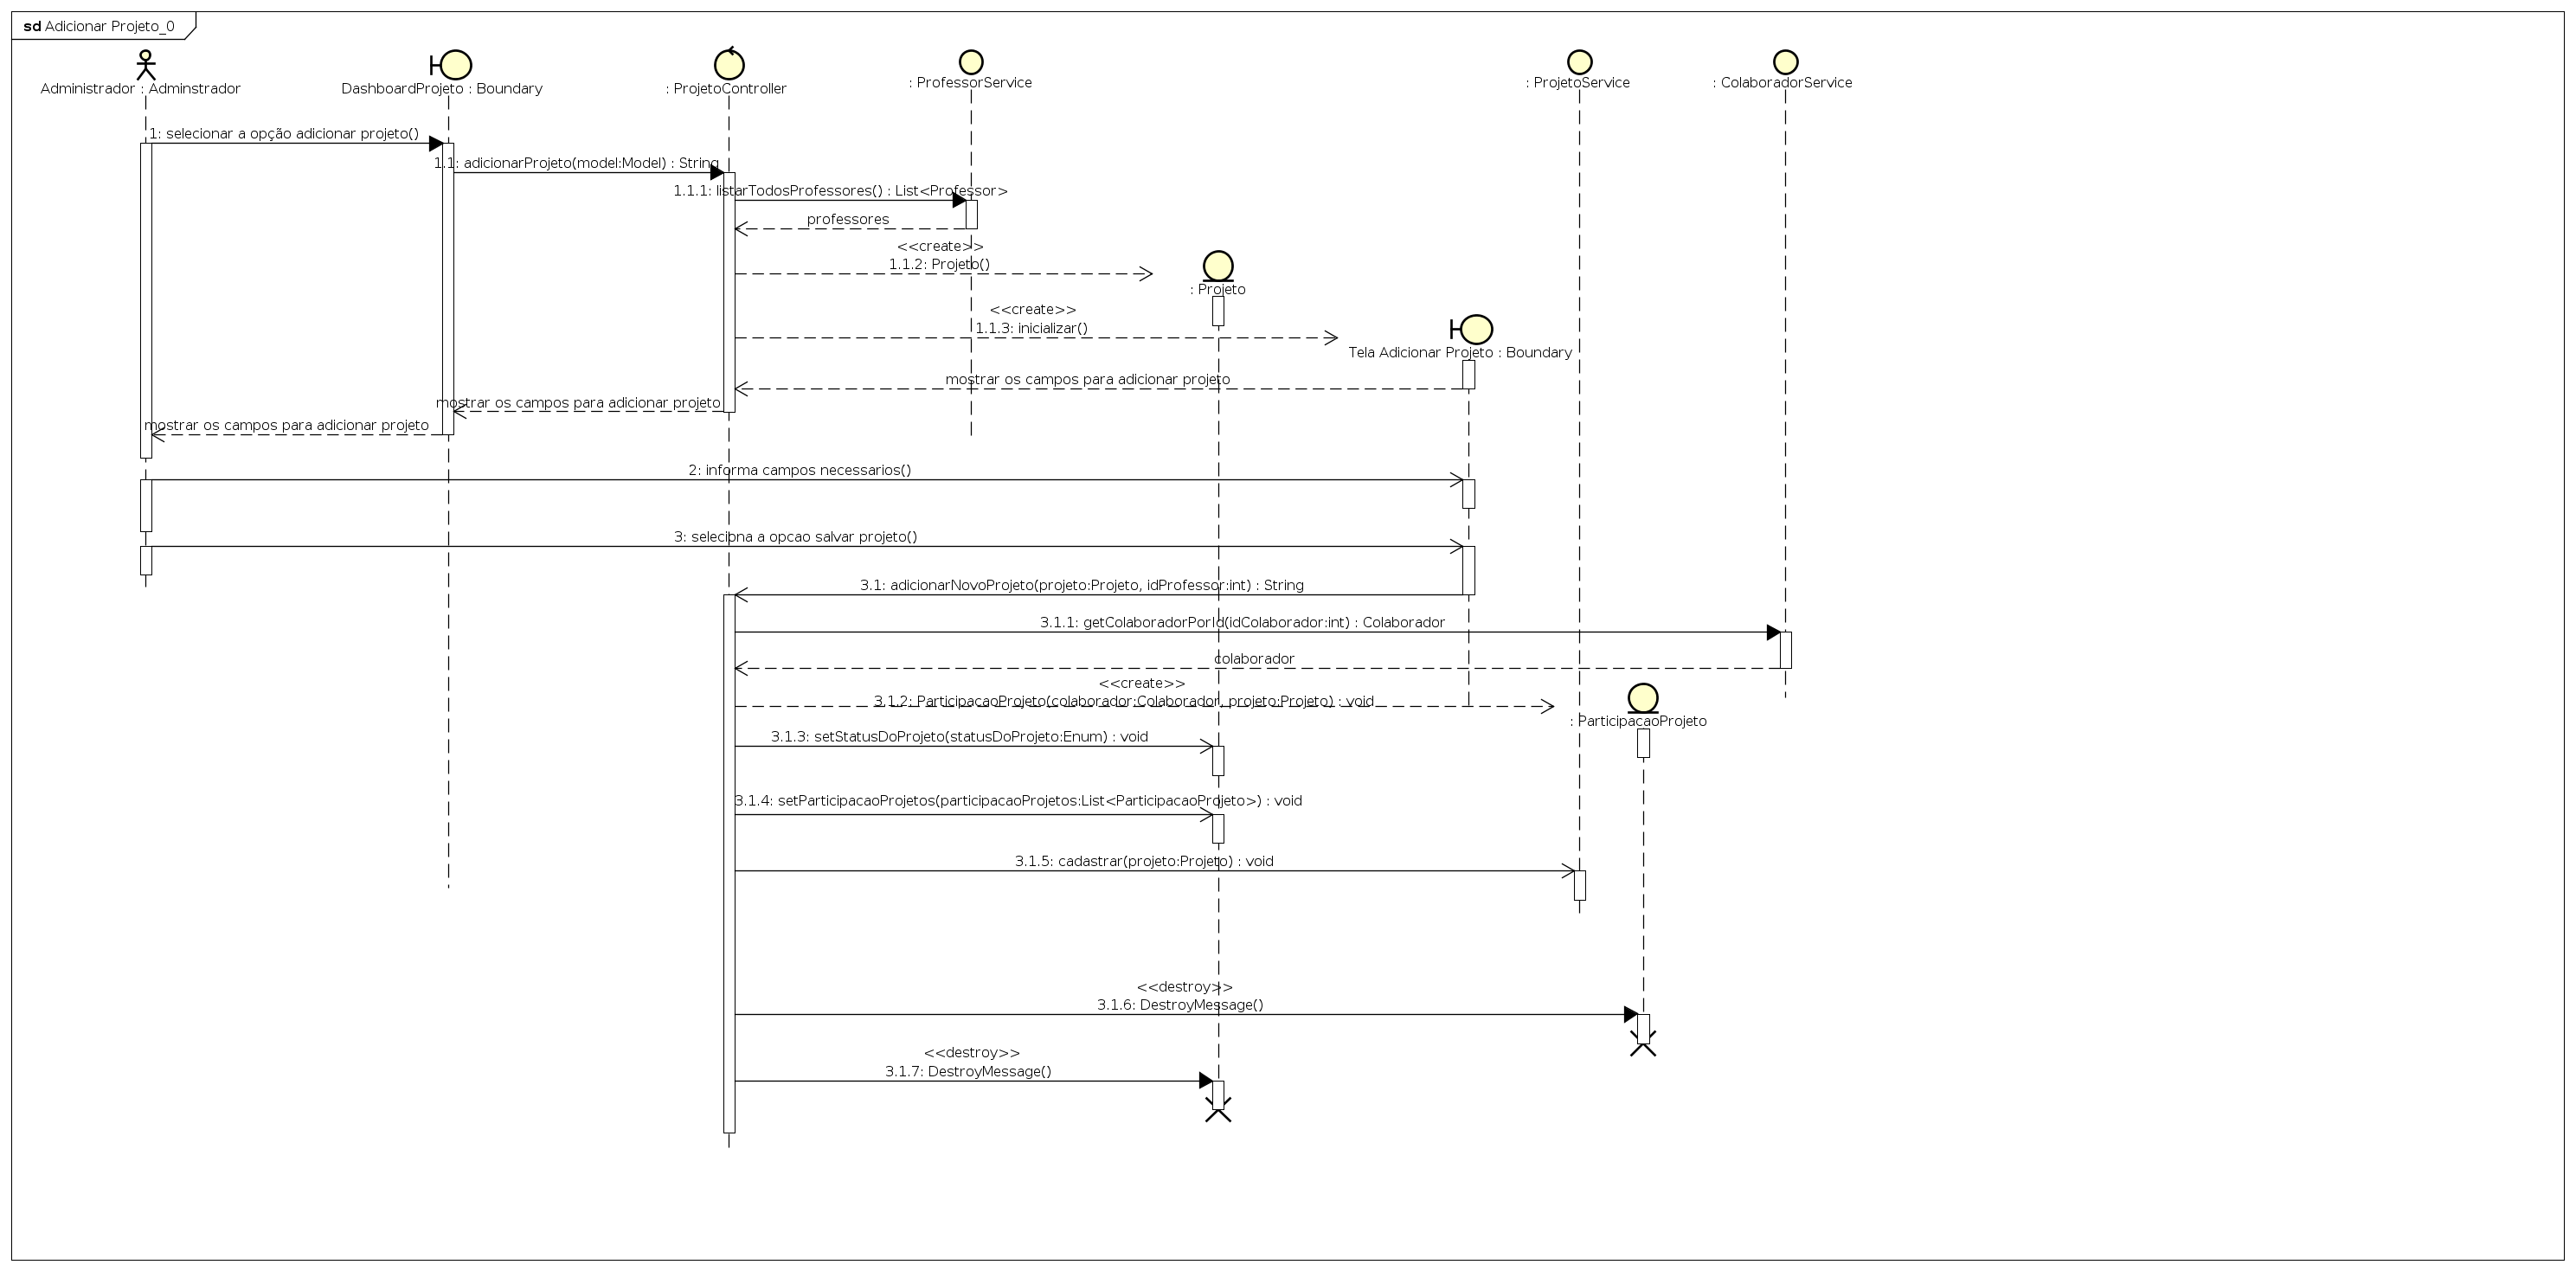 sd Adicionar Projeto_0
Administrador : Adminstrador
DashboardProjeto : Boundary
: ProjetoController
: ProfessorService
: ProjetoService
: ColaboradorService
1: selecionar a opção adicionar projeto()
1.1: adicionarProjeto(model:Model) : String
1.1.1: listarTodosProfessores() : List<Professor>
professores
<<create>>
1.1.2: Projeto()
: Projeto
<<create>>
1.1.3: inicializar()
Tela Adicionar Projeto : Boundary
mostrar os campos para adicionar projeto
mostrar os campos para adicionar projeto
mostrar os campos para adicionar projeto
2: informa campos necessarios()
3: seleciona a opcao salvar projeto()
3.1: adicionarNovoProjeto(projeto:Projeto, idProfessor:int) : String
3.1.1: getColaboradorPorId(idColaborador:int) : Colaborador
colaborador
<<create>>
3.1.2: ParticipacaoProjeto(colaborador:Colaborador, projeto:Projeto) : void
: ParticipacaoProjeto
3.1.3: setStatusDoProjeto(statusDoProjeto:Enum) : void
3.1.4: setParticipacaoProjetos(participacaoProjetos:List<ParticipacaoProjeto>) : void
3.1.5: cadastrar(projeto:Projeto) : void
<<destroy>>
3.1.6: DestroyMessage()
<<destroy>>
3.1.7: DestroyMessage()